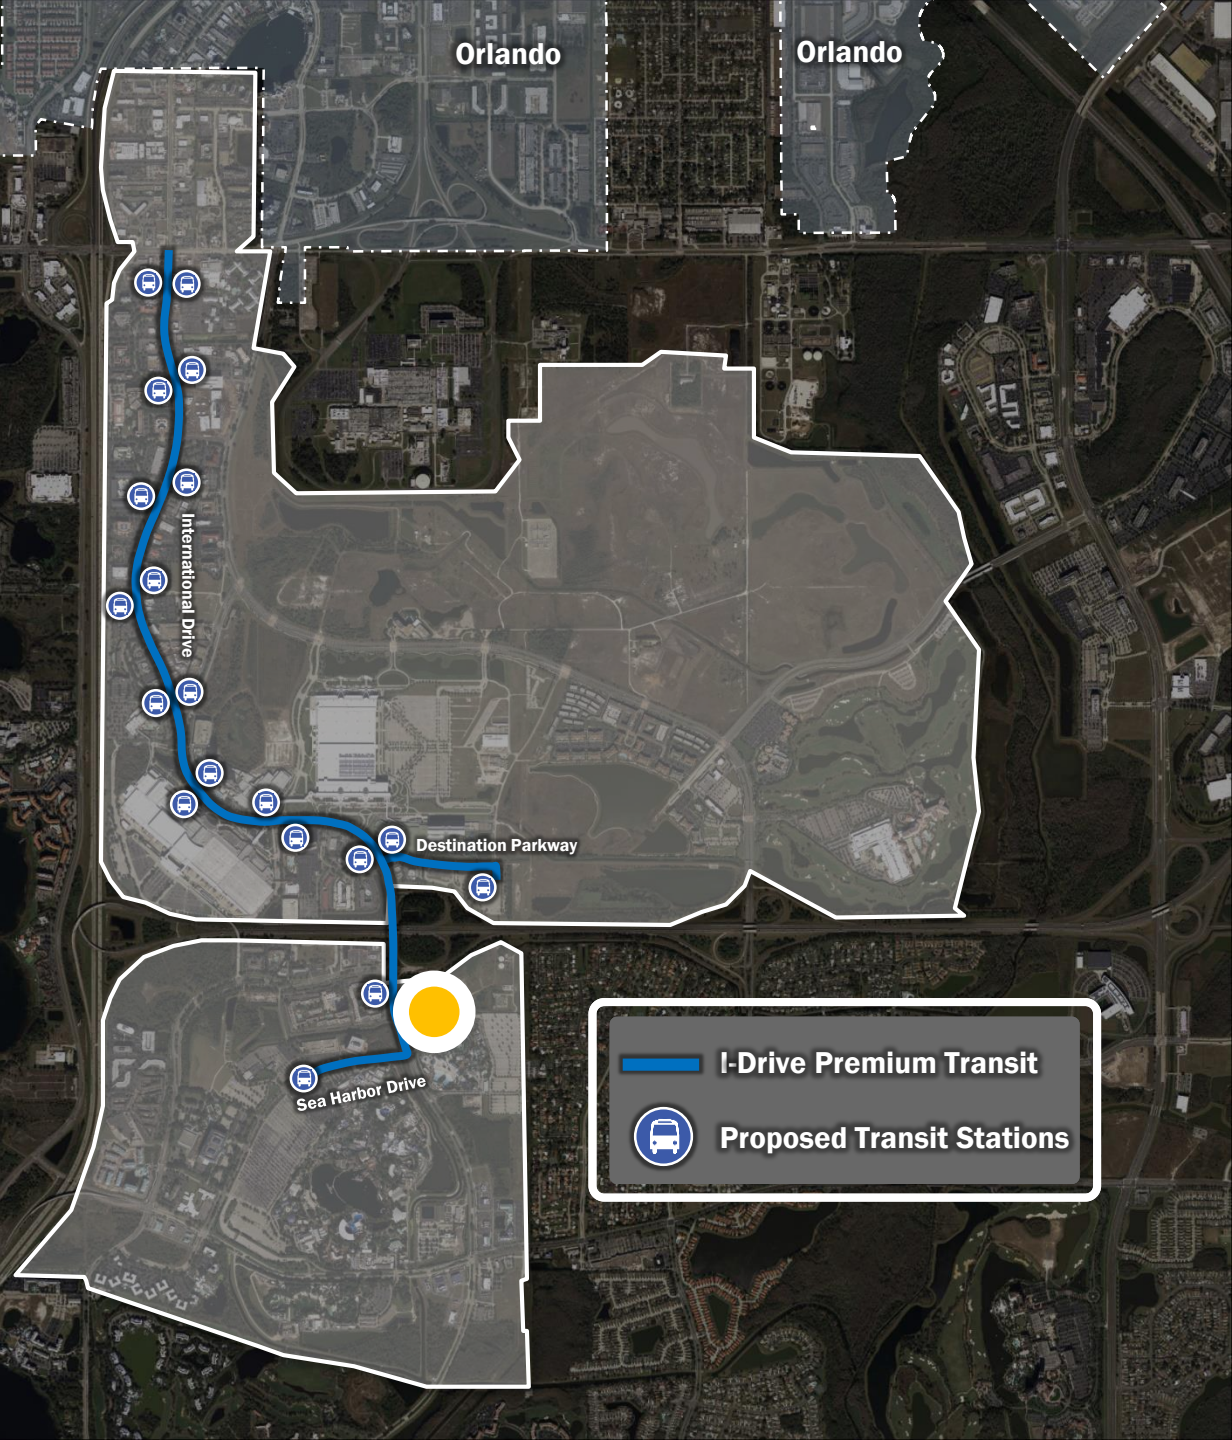 Orlando
Orlando
International Drive
Destination Parkway
Sea Harbor Drive
I-Drive Premium Transit
Proposed Transit Stations